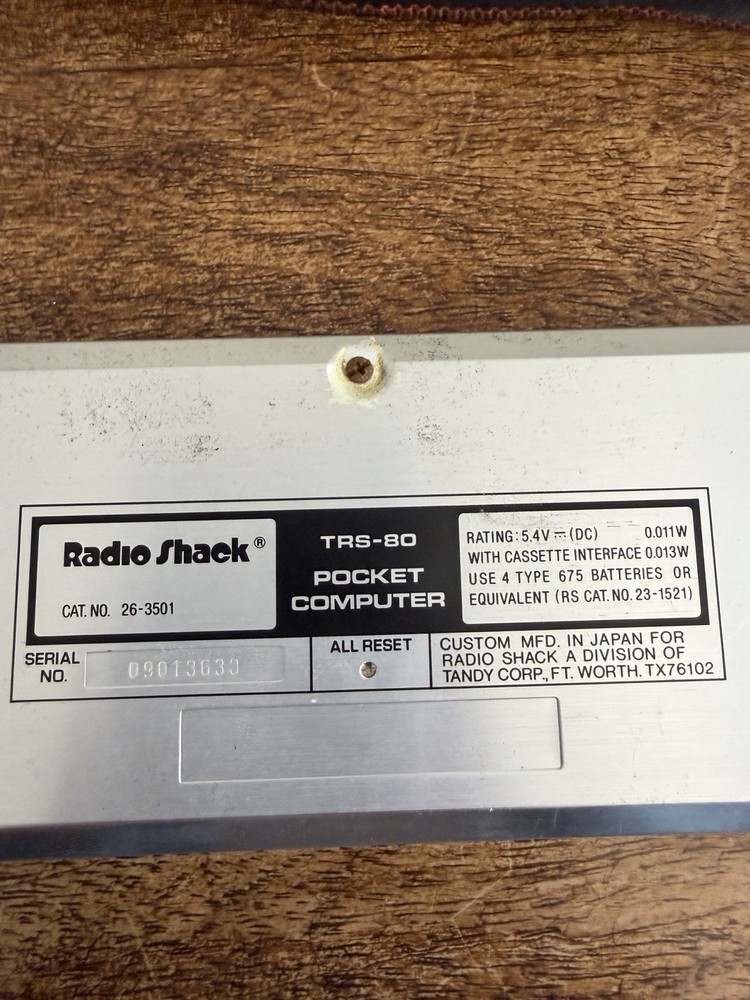 Radio Shack®
CAT. NO. 26-3501
TRS-80
POCKET
COMPUTER
RATING: 5.4V ⎓ (DC) 0.011W
WITH CASSETTE INTERFACE 0.013W
USE 4 TYPE 675 BATTERIES OR
EQUIVALENT (RS CAT. NO. 23-1521)
SERIAL
NO.
09013633
ALL RESET
CUSTOM MFD. IN JAPAN FOR
RADIO SHACK A DIVISION OF
TANDY CORP., FT. WORTH. TX76102